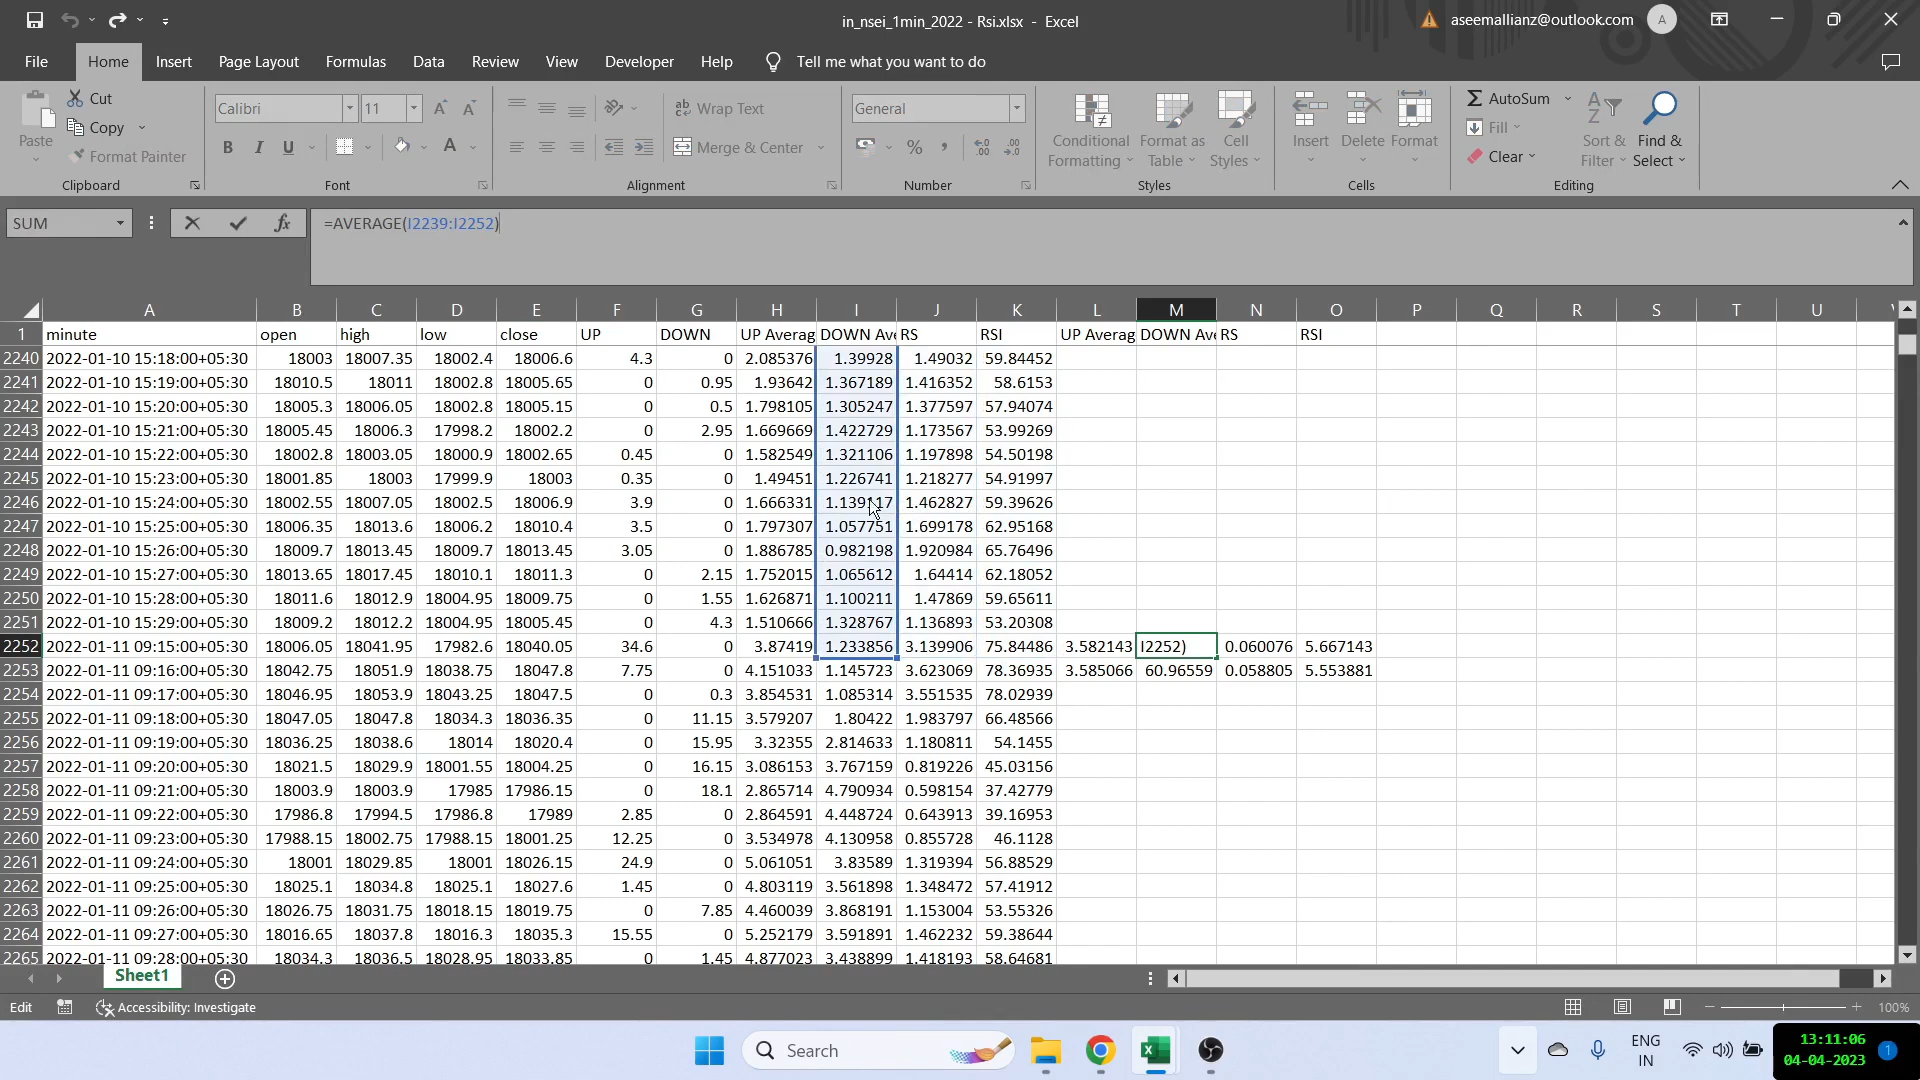 in_nsei_1min_2022 - Rsi.xlsx - Excel
aseemallianz@outlook.com A
File Home Insert Page Layout Formulas Data Review View Developer Help Tell me what you want to do
Paste Cut Copy Format Painter Clipboard
Calibri 11 B I U A Font
ab Wrap Text Merge & Center Alignment
General % , Number
Conditional Formatting Format as Table Cell Styles Styles
Insert Delete Format Cells
AutoSum Fill Clear Sort & Filter Find & Select Editing
SUM fx =AVERAGE(I2239:I2252)
A B C D E F G H I J K L M N O P Q R S T U
1 minute open high low close UP DOWN UP Averag DOWN Ave RS RSI UP Averag DOWN Ave RS RSI
2240 2022-01-10 15:18:00+05:30 18003 18007.35 18002.4 18006.6 4.3 0 2.085376 1.39928 1.49032 59.84452
2241 2022-01-10 15:19:00+05:30 18010.5 18011 18002.8 18005.65 0 0.95 1.93642 1.367189 1.416352 58.6153
2242 2022-01-10 15:20:00+05:30 18005.3 18006.05 18002.8 18005.15 0 0.5 1.798105 1.305247 1.377597 57.94074
2243 2022-01-10 15:21:00+05:30 18005.45 18006.3 17998.2 18002.2 0 2.95 1.669669 1.422729 1.173567 53.99269
2244 2022-01-10 15:22:00+05:30 18002.8 18003.05 18000.9 18002.65 0.45 0 1.582549 1.321106 1.197898 54.50198
2245 2022-01-10 15:23:00+05:30 18001.85 18003 17999.9 18003 0.35 0 1.49451 1.226741 1.218277 54.91997
2246 2022-01-10 15:24:00+05:30 18002.55 18007.05 18002.5 18006.9 3.9 0 1.666331 1.139117 1.462827 59.39626
2247 2022-01-10 15:25:00+05:30 18006.35 18013.6 18006.2 18010.4 3.5 0 1.797307 1.057751 1.699178 62.95168
2248 2022-01-10 15:26:00+05:30 18009.7 18013.45 18009.7 18013.45 3.05 0 1.886785 0.982198 1.920984 65.76496
2249 2022-01-10 15:27:00+05:30 18013.65 18017.45 18010.1 18011.3 0 2.15 1.752015 1.065612 1.64414 62.18052
2250 2022-01-10 15:28:00+05:30 18011.6 18012.9 18004.95 18009.75 0 1.55 1.626871 1.100211 1.47869 59.65611
2251 2022-01-10 15:29:00+05:30 18009.2 18012.2 18004.95 18005.45 0 4.3 1.510666 1.328767 1.136893 53.20308
2252 2022-01-11 09:15:00+05:30 18006.05 18041.95 17982.6 18040.05 34.6 0 3.87419 1.233856 3.139906 75.84486 3.582143 I2252) 0.060076 5.667143
2253 2022-01-11 09:16:00+05:30 18042.75 18051.9 18038.75 18047.8 7.75 0 4.151033 1.145723 3.623069 78.36935 3.585066 60.96559 0.058805 5.553881
2254 2022-01-11 09:17:00+05:30 18046.95 18053.9 18043.25 18047.5 0 0.3 3.854531 1.085314 3.551535 78.02939
2255 2022-01-11 09:18:00+05:30 18047.05 18047.8 18034.3 18036.35 0 11.15 3.579207 1.80422 1.983797 66.48566
2256 2022-01-11 09:19:00+05:30 18036.25 18038.6 18014 18020.4 0 15.95 3.32355 2.814633 1.180811 54.1455
2257 2022-01-11 09:20:00+05:30 18021.5 18029.9 18001.55 18004.25 0 16.15 3.086153 3.767159 0.819226 45.03156
2258 2022-01-11 09:21:00+05:30 18003.9 18003.9 17985 17986.15 0 18.1 2.865714 4.790934 0.598154 37.42779
2259 2022-01-11 09:22:00+05:30 17986.8 17994.5 17986.8 17989 2.85 0 2.864591 4.448724 0.643913 39.16953
2260 2022-01-11 09:23:00+05:30 17988.15 18002.75 17988.15 18001.25 12.25 0 3.534978 4.130958 0.855728 46.1128
2261 2022-01-11 09:24:00+05:30 18001 18029.85 18001 18026.15 24.9 0 5.061051 3.83589 1.319394 56.88529
2262 2022-01-11 09:25:00+05:30 18025.1 18034.8 18025.1 18027.6 1.45 0 4.803119 3.561898 1.348472 57.41912
2263 2022-01-11 09:26:00+05:30 18026.75 18031.75 18018.15 18019.75 0 7.85 4.460039 3.868191 1.153004 53.55326
2264 2022-01-11 09:27:00+05:30 18016.65 18037.8 18016.3 18035.3 15.55 0 5.252179 3.591891 1.462232 59.38644
2265 2022-01-11 09:28:00+05:30 18034.3 18036.5 18028.95 18033.85 0 1.45 4.877023 3.438899 1.418193 58.64681
Sheet1
Edit Accessibility: Investigate 100%
Search ENG IN 13:11:06 04-04-2023 1